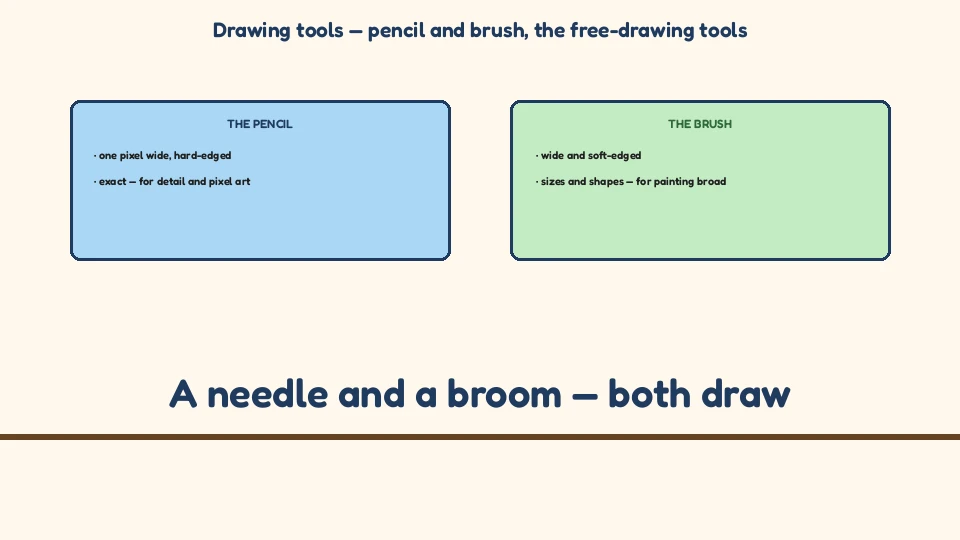 Drawing tools — pencil and brush, the free-drawing tools
THE PENCIL
· one pixel wide, hard-edged
· exact — for detail and pixel art
THE BRUSH
· wide and soft-edged
· sizes and shapes — for painting broad
A needle and a broom — both draw